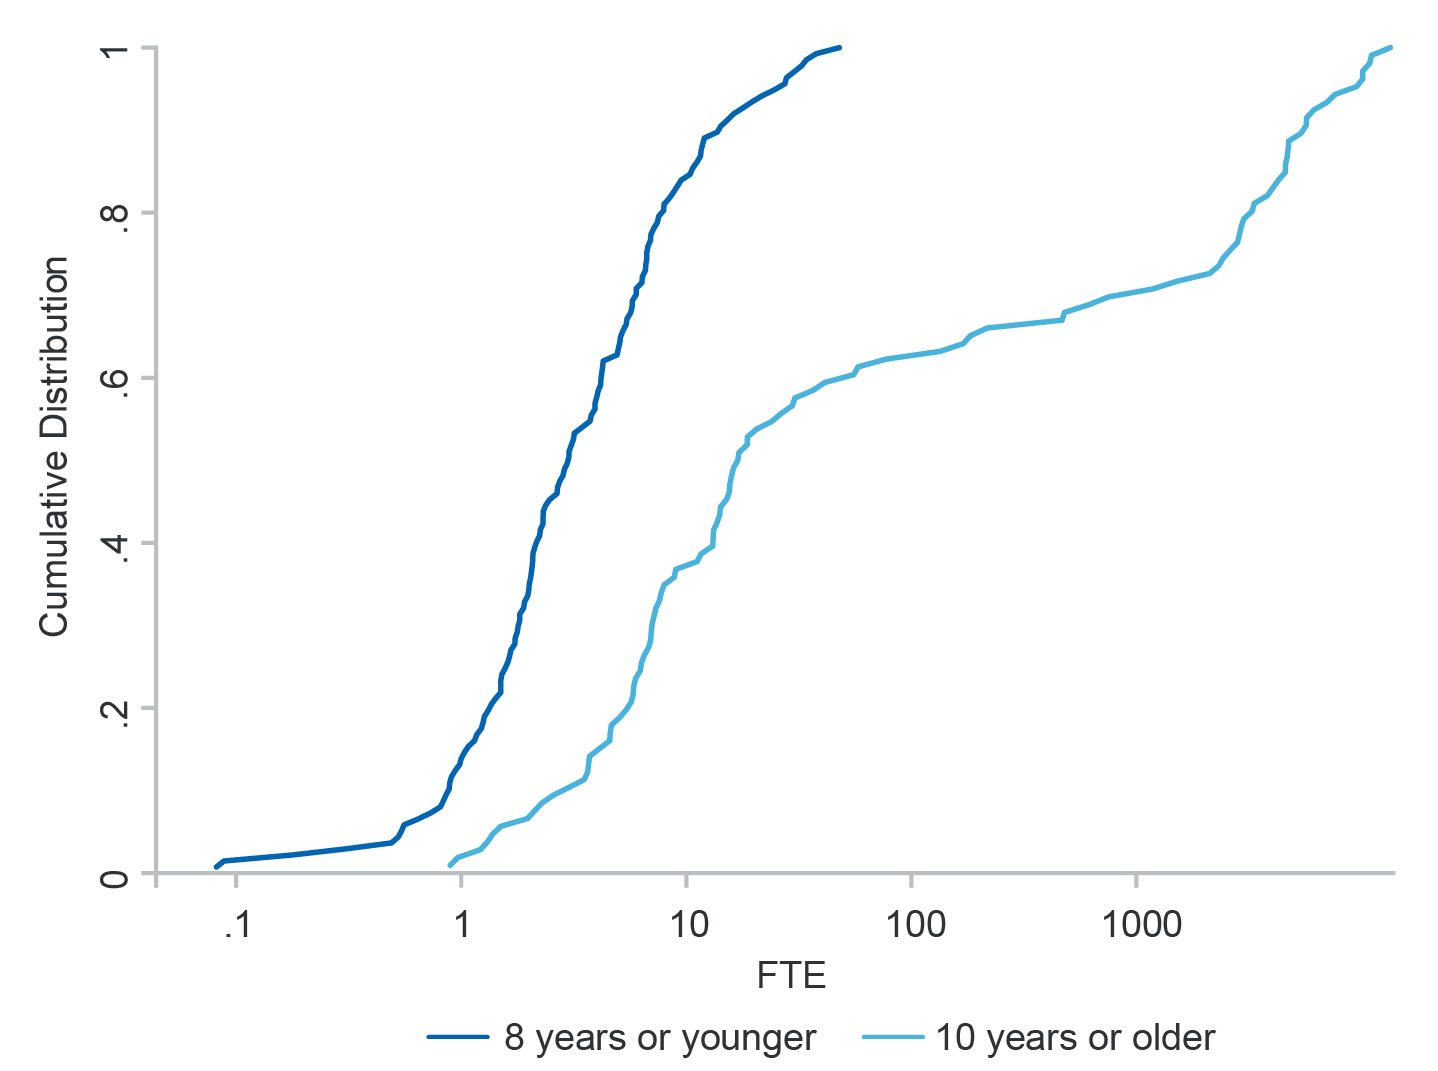 Cumulative Distribution
1
.8
.6
.4
.2
0
.1 1 10 100 1000
FTE
8 years or younger 10 years or older